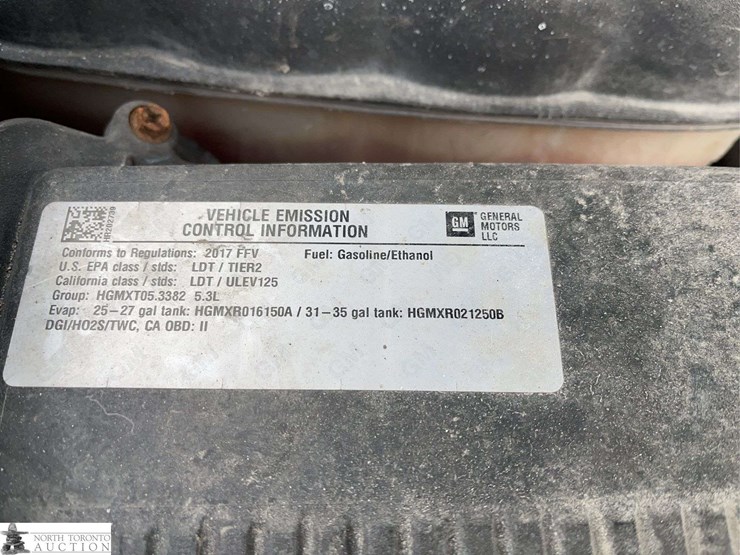 VEHICLE EMISSION
CONTROL INFORMATION
GM GENERAL
MOTORS
LLC
Conforms to Regulations: 2017 FFV Fuel: Gasoline/Ethanol
U.S. EPA class / stds: LDT / TIER2
California class / stds: LDT / ULEV125
Group: HGMXT05.3382 5.3L
Evap: 25-27 gal tank: HGMXR016150A / 31-35 gal tank: HGMXR021250B
DGI/HO2S/TWC, CA OBD: II
NORTH TORONTO
AUCTION